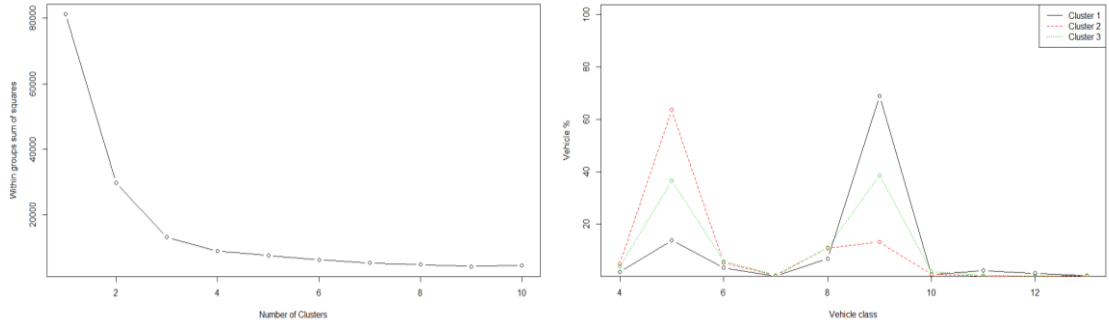 Within groups sum of squares
80000
60000
40000
20000
2
4
6
8
10
Number of Clusters
Vehicle %
100
80
60
40
20
4
6
8
10
12
Vehicle class
Cluster 1
Cluster 2
Cluster 3